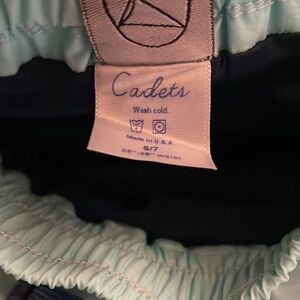 Cadets
Wash cold.
Made in U.S.A.
6/7
25"-28" waist